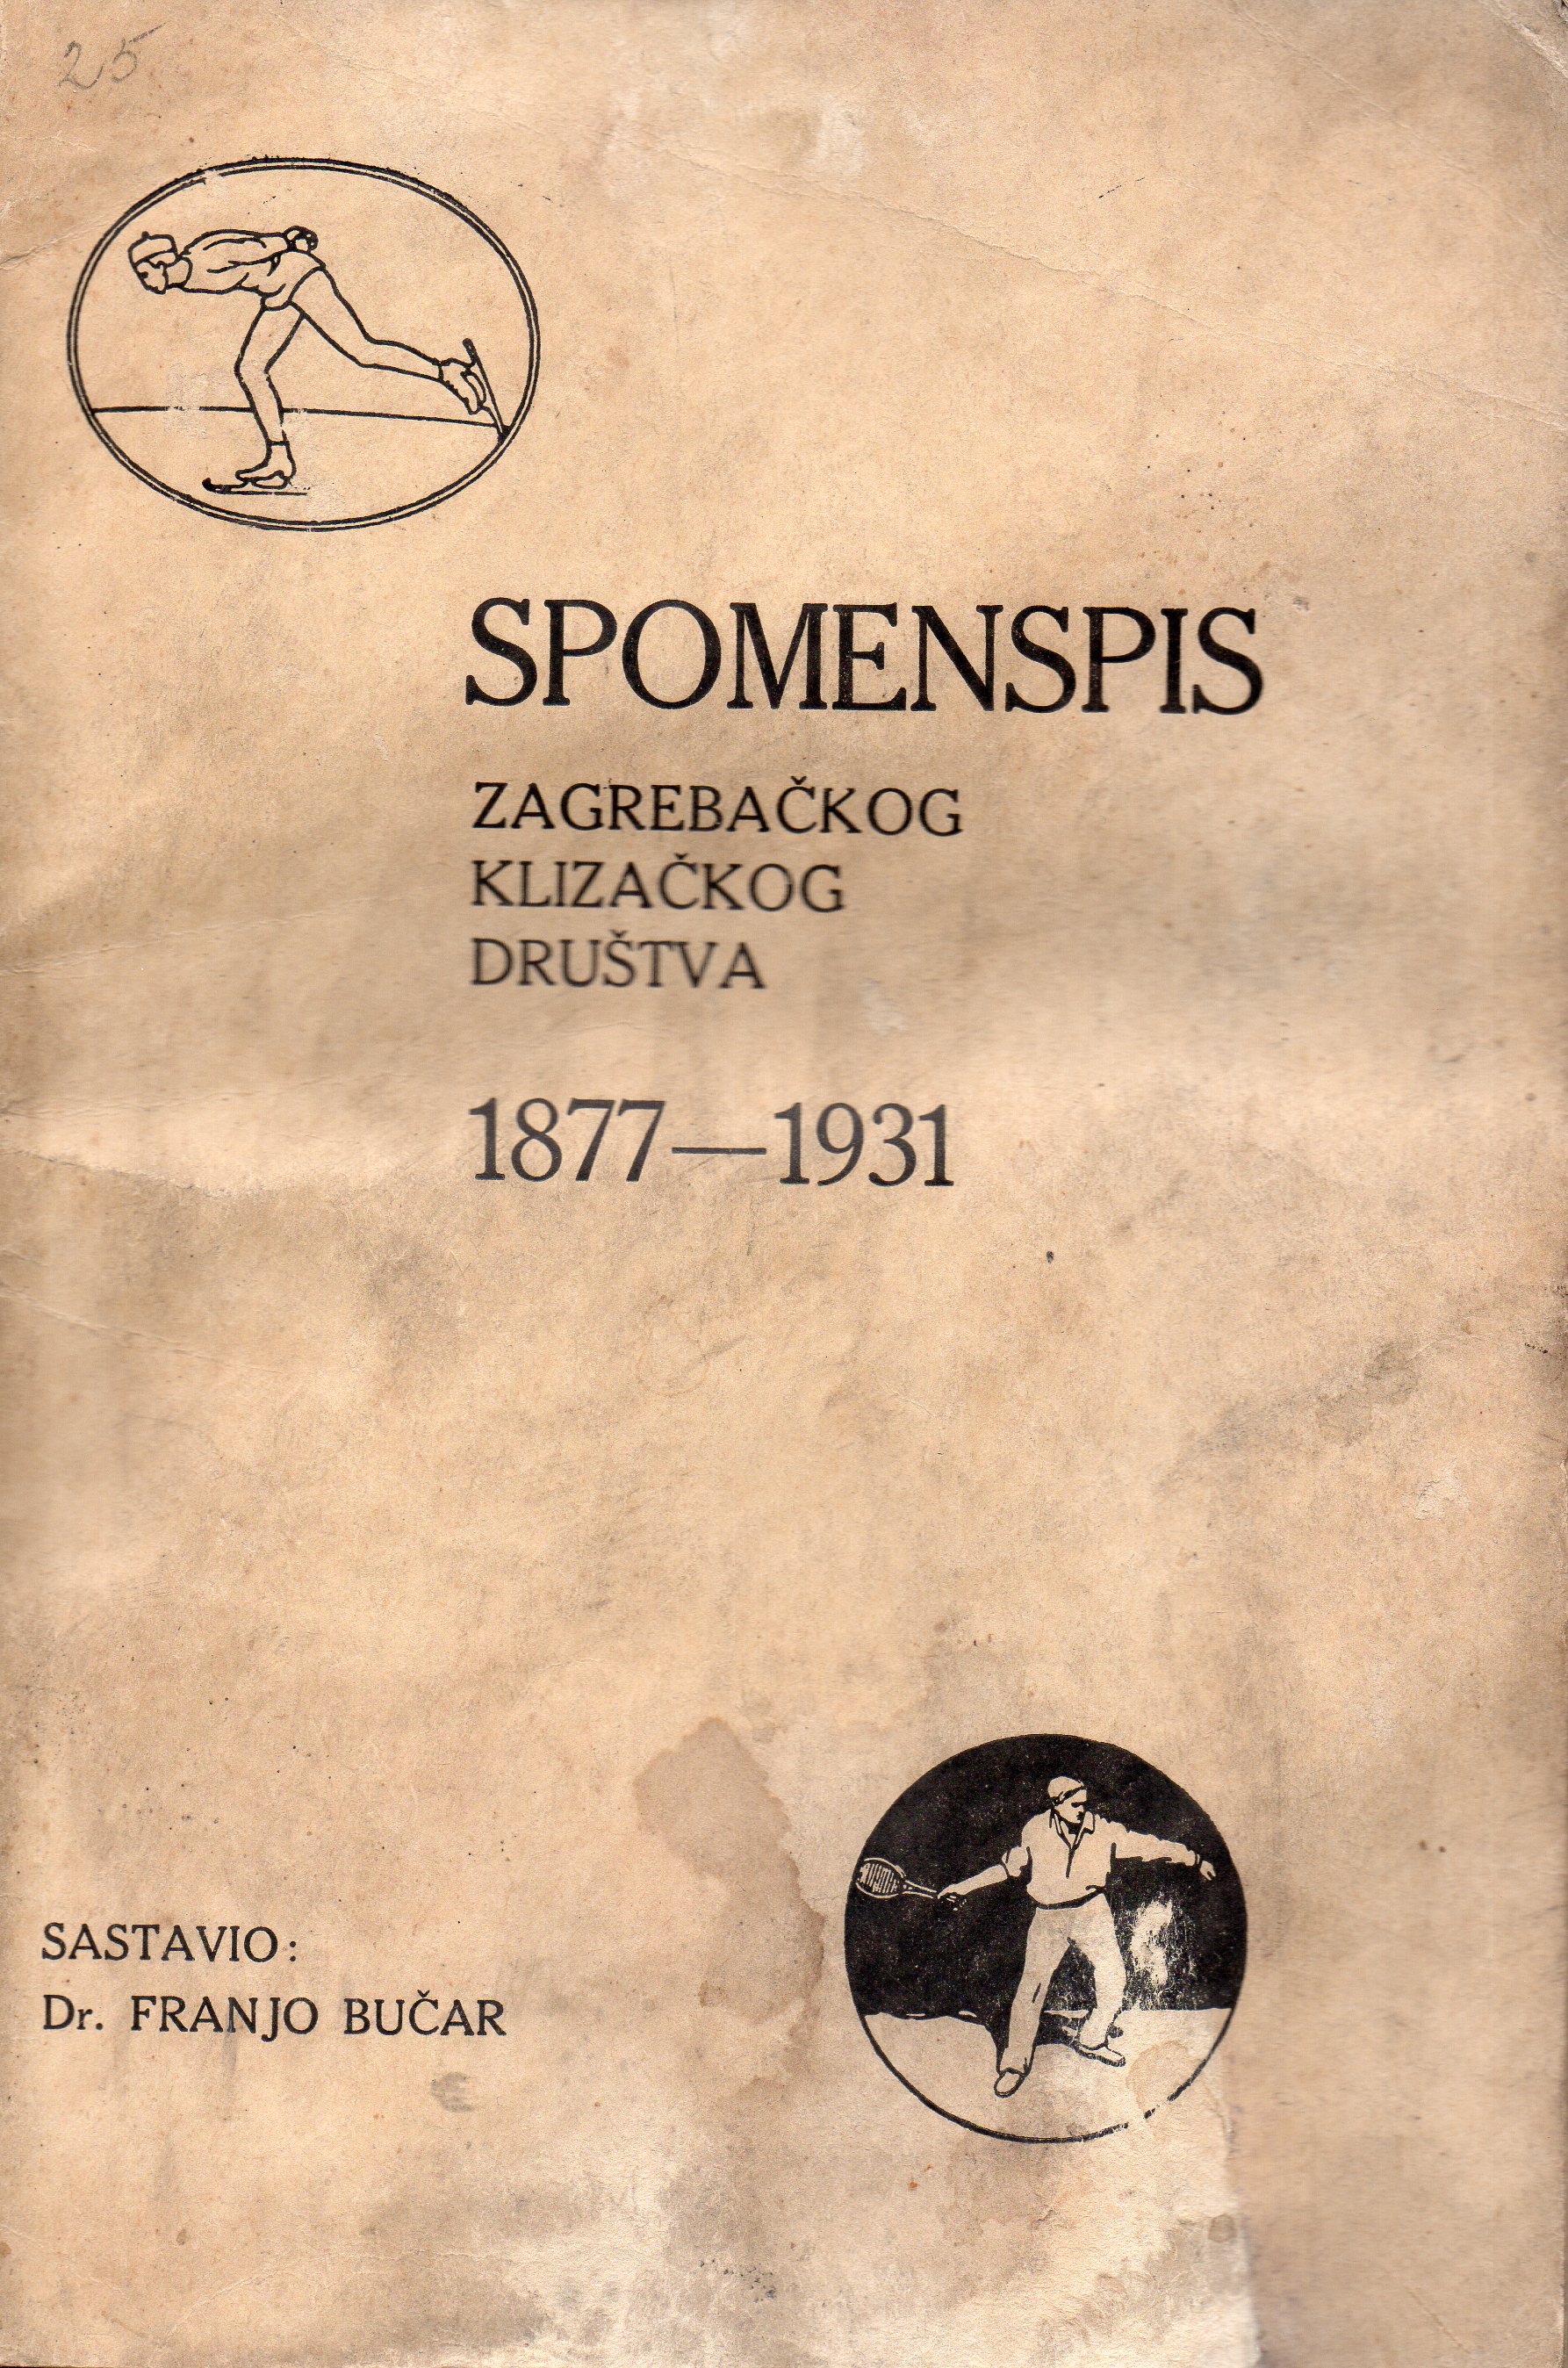 25
SPOMENSPIS
ZAGREBAČKOG
KLIZAČKOG
DRUŠTVA
1877—1931
SASTAVIO:
Dr. FRANJO BUČAR